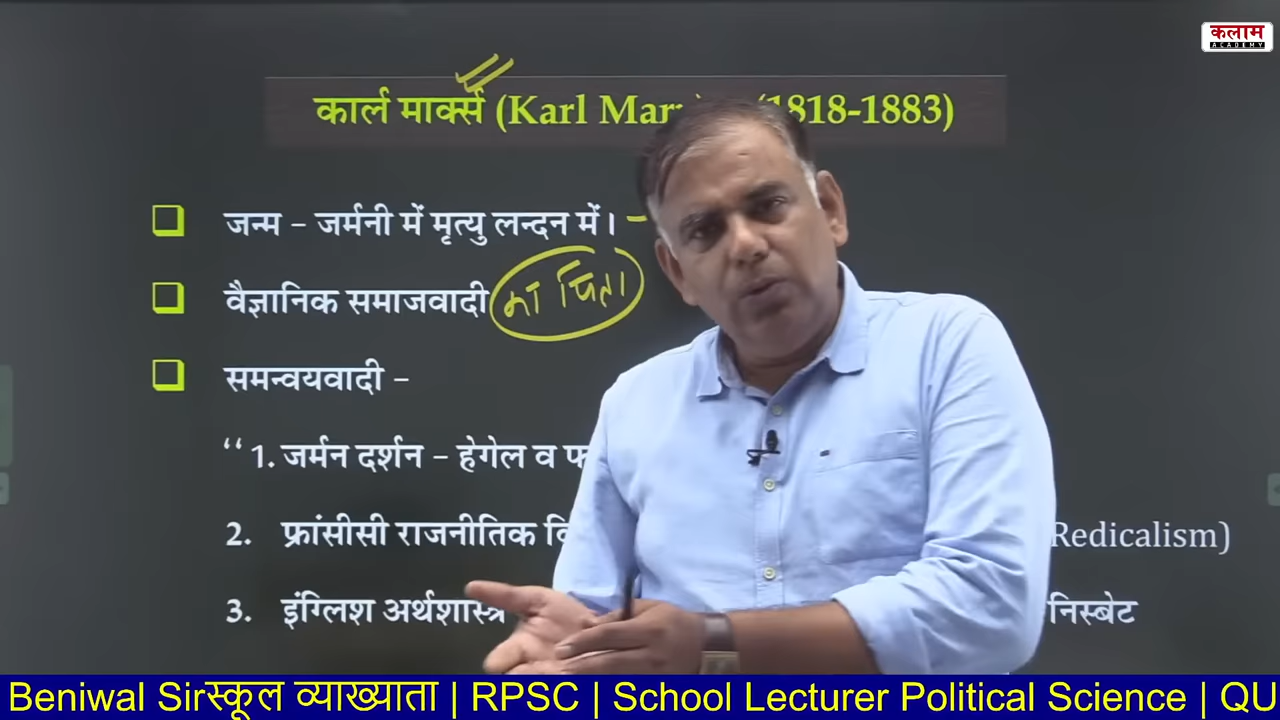 कलाम
ACADEMY
कार्ल मार्क्स (Karl Mar 1818-1883)
❑ जन्म – जर्मनी में मृत्यु लन्दन में। –
❑ वैज्ञानिक समाजवादी का पिता
❑ समन्वयवादी –
“ 1. जर्मन दर्शन – हेगेल व
2. फ्रांसीसी राजनीतिक Redicalism)
3. इंग्लिश अर्थशास्त्र निस्बेट
Beniwal Sirस्कूल व्याख्याता | RPSC | School Lecturer Political Science | QU